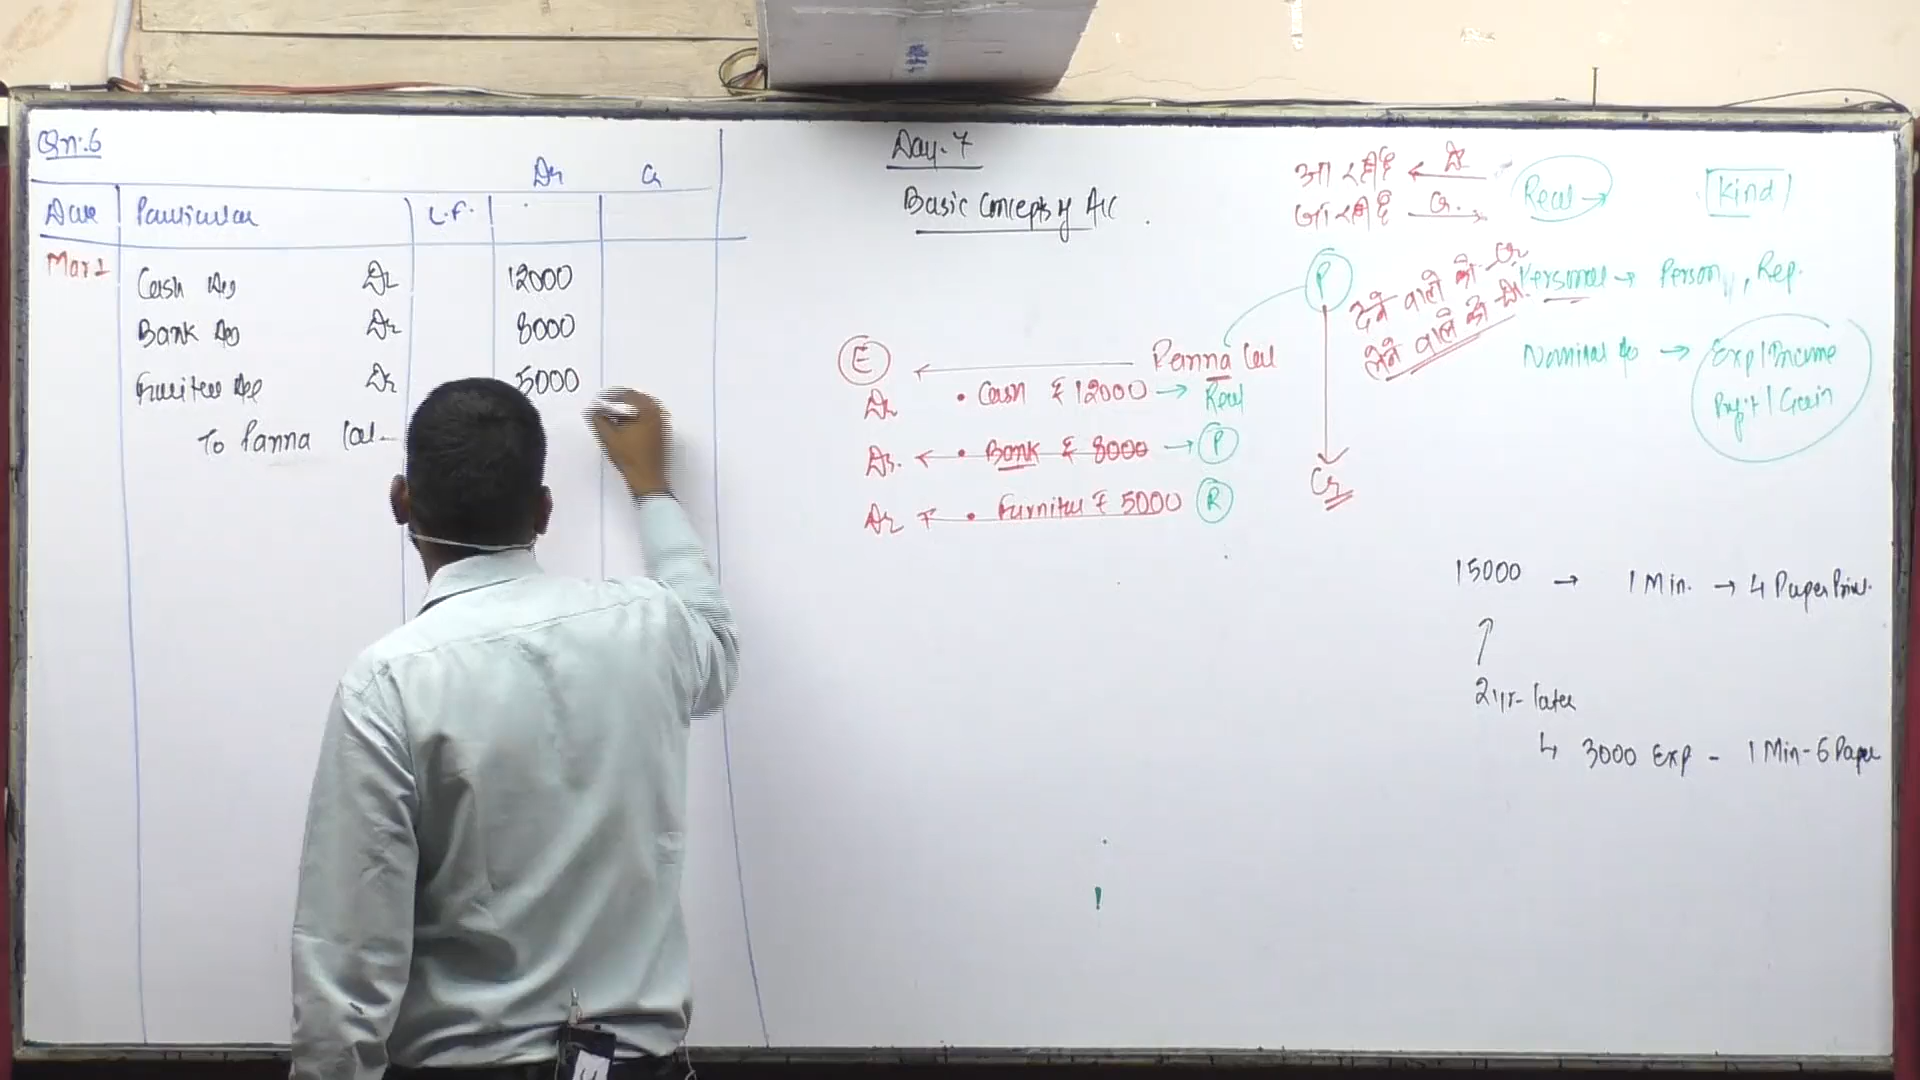 Qn:6
Dr Cr
Date Particular L.F.
Mar 1
Cash A/c Dr 12000
Bank A/c Dr 8000
Furniture A/c Dr 5000
To Panna Lal
Day. 7
Basic Concepts of A/c
आ रहा है ← Dr
जा रहा है Cr. →
Real → Kind
P
देने वाले को Cr
लेने वाले को Dr.
Personal → Person, Rep.
Nominal A/c → Exp/Income
Profit/Gain
E ← Panna Lal
Dr • Cash ₹ 12000 → Real
Dr. ← • Bank ₹ 8000 → P
Dr ← • Furniture ₹ 5000 R
Cr
15000 → 1 Min. → 4 Paper Print.
↑
2 yr. later
↳ 3000 Exp - 1 Min - 6 Paper